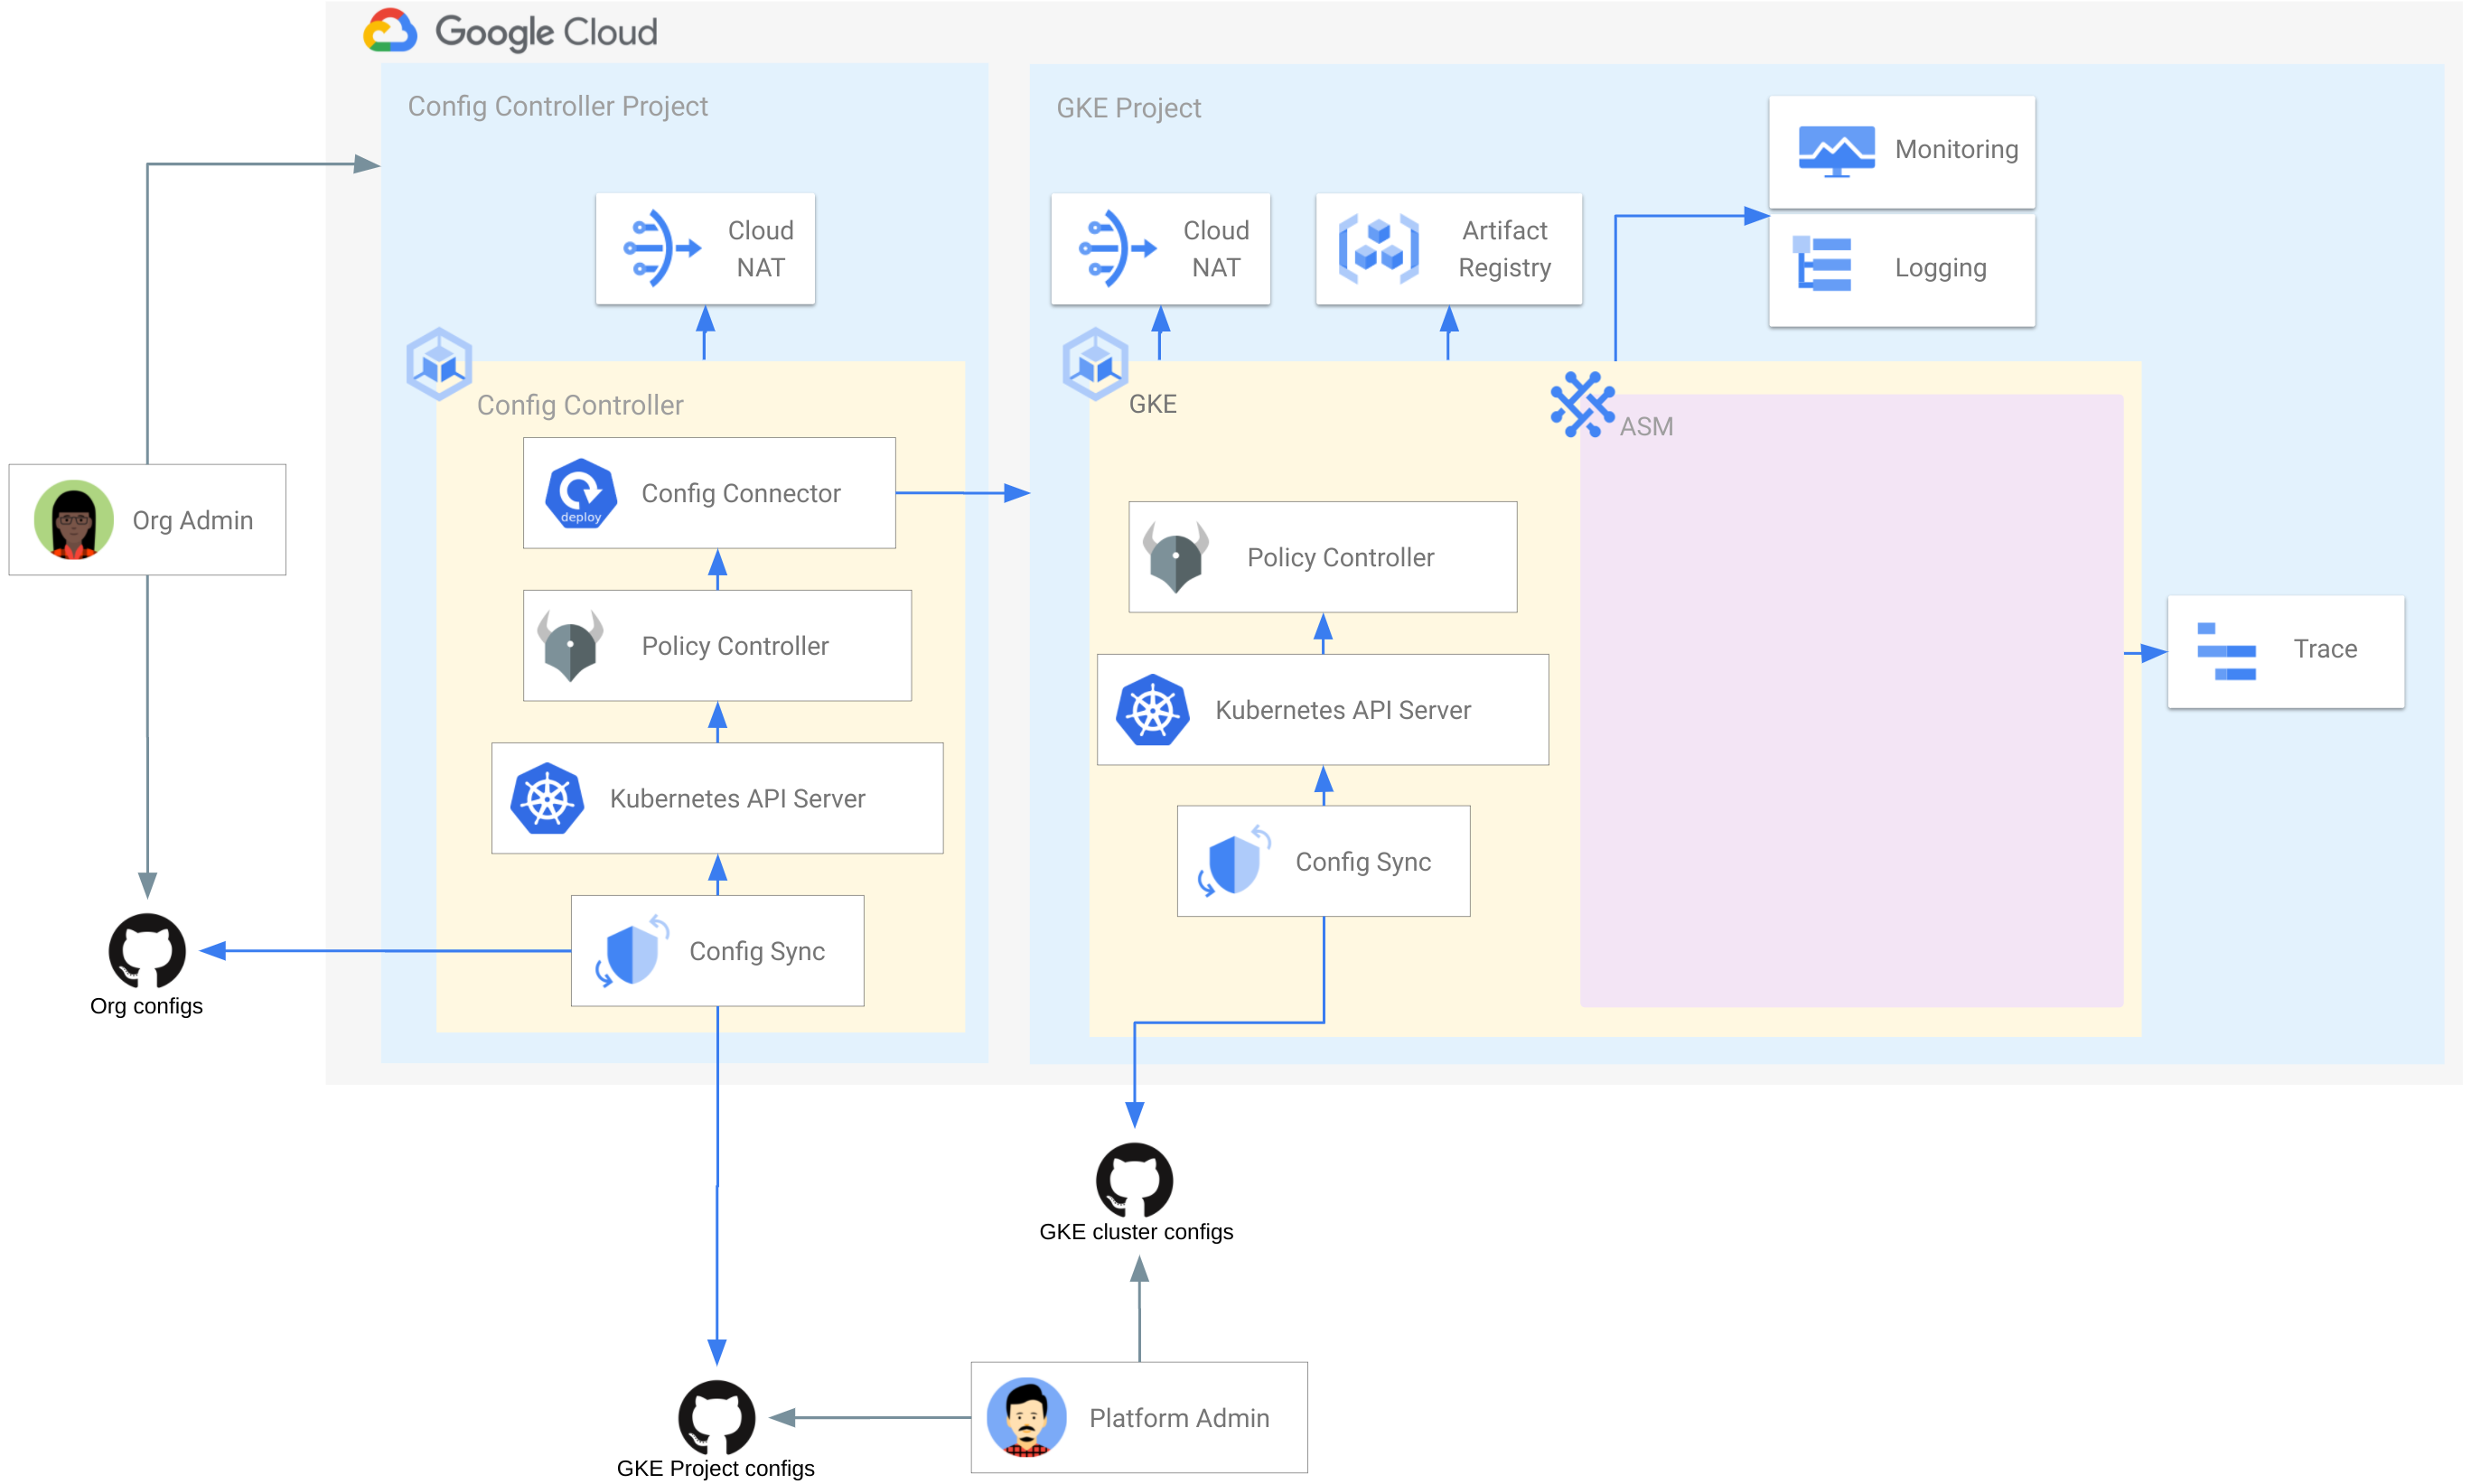 Google Cloud
Config Controller Project
Cloud
NAT
Config Controller
deploy
Config Connector
Policy Controller
Kubernetes API Server
Config Sync
GKE Project
Cloud
NAT
Artifact
Registry
Monitoring
Logging
GKE
ASM
Policy Controller
Kubernetes API Server
Config Sync
Trace
Org Admin
Org configs
GKE cluster configs
GKE Project configs
Platform Admin